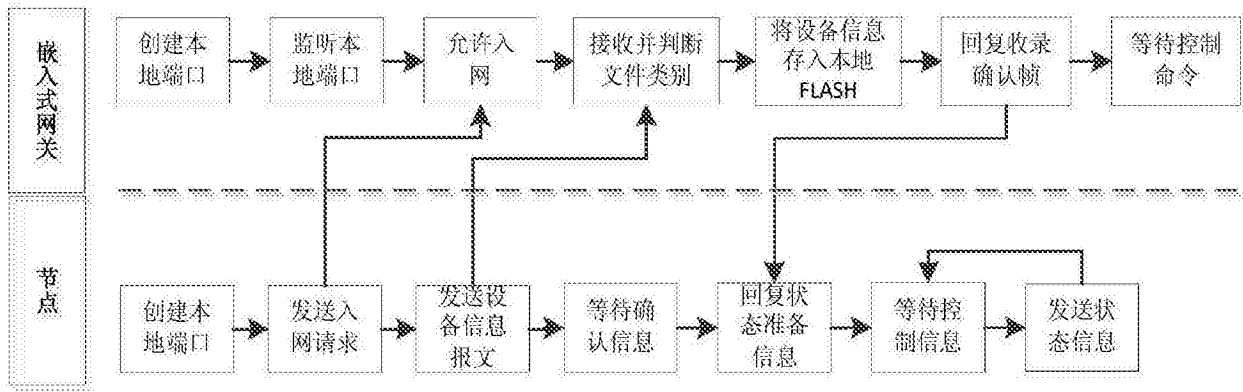 嵌入式网关
创建本
地端口
监听本
地端口
允许入
网
接收并判断
文件类别
将设备信息
存入本地
FLASH
回复收录
确认帧
等待控制
命令
节点
创建本
地端口
发送入
网请求
发送设
备信息
报文
等待确
认信息
回复状
态准备
信息
等待控
制信息
发送状
态信息